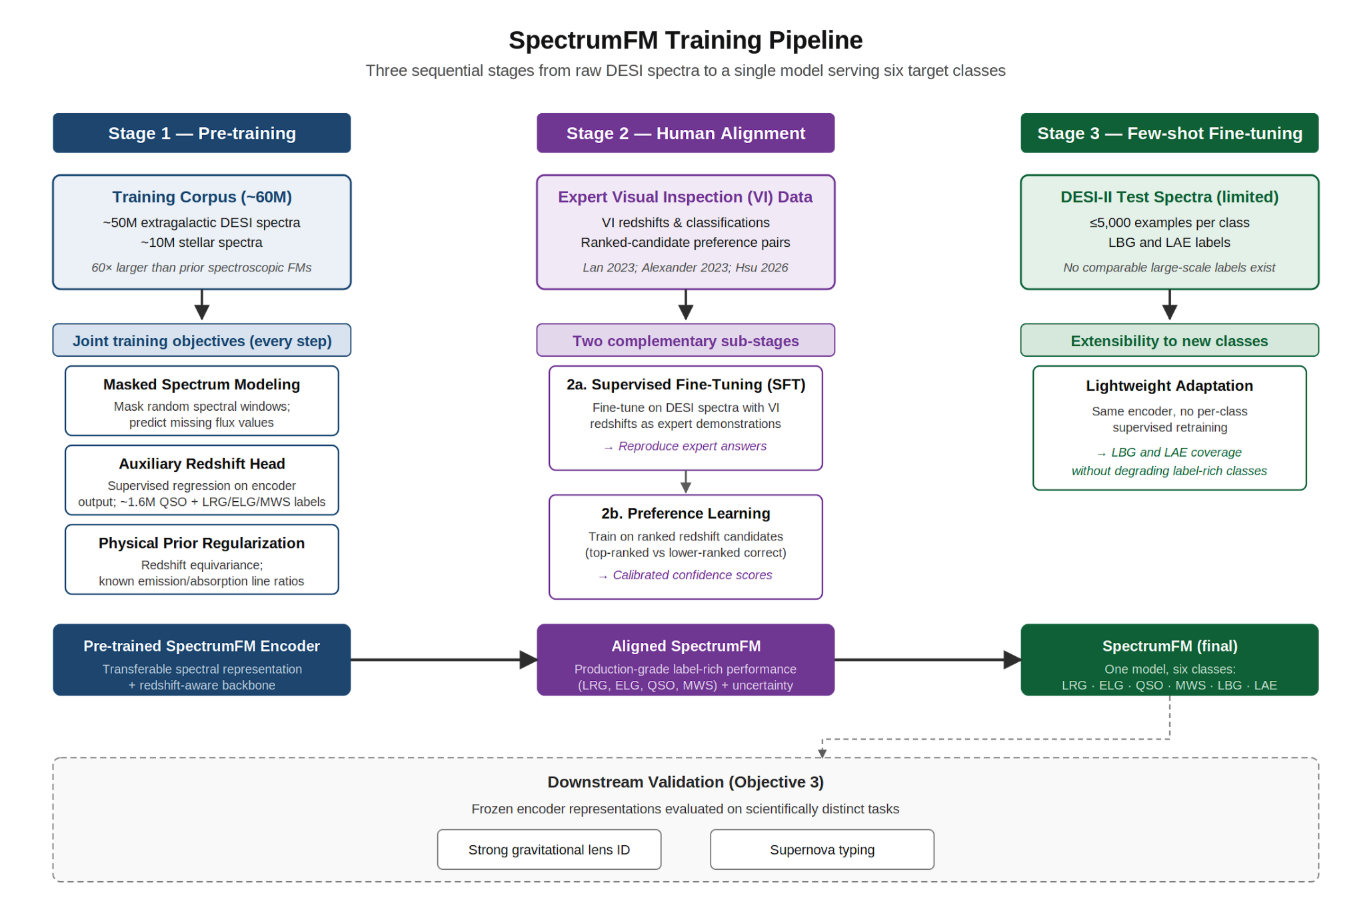 SpectrumFM Training Pipeline
Three sequential stages from raw DESI spectra to a single model serving six target classes
Stage 1 — Pre-training
Training Corpus (~60M)
~50M extragalactic DESI spectra
~10M stellar spectra
60× larger than prior spectroscopic FMs
Joint training objectives (every step)
Masked Spectrum Modeling
Mask random spectral windows;
predict missing flux values
Auxiliary Redshift Head
Supervised regression on encoder
output; ~1.6M QSO + LRG/ELG/MWS labels
Physical Prior Regularization
Redshift equivariance;
known emission/absorption line ratios
Pre-trained SpectrumFM Encoder
Transferable spectral representation
+ redshift-aware backbone
Stage 2 — Human Alignment
Expert Visual Inspection (VI) Data
VI redshifts & classifications
Ranked-candidate preference pairs
Lan 2023; Alexander 2023; Hsu 2026
Two complementary sub-stages
2a. Supervised Fine-Tuning (SFT)
Fine-tune on DESI spectra with VI
redshifts as expert demonstrations
→ Reproduce expert answers
2b. Preference Learning
Train on ranked redshift candidates
(top-ranked vs lower-ranked correct)
→ Calibrated confidence scores
Aligned SpectrumFM
Production-grade label-rich performance
(LRG, ELG, QSO, MWS) + uncertainty
Stage 3 — Few-shot Fine-tuning
DESI-II Test Spectra (limited)
≤5,000 examples per class
LBG and LAE labels
No comparable large-scale labels exist
Extensibility to new classes
Lightweight Adaptation
Same encoder, no per-class
supervised retraining
→ LBG and LAE coverage
without degrading label-rich classes
SpectrumFM (final)
One model, six classes:
LRG · ELG · QSO · MWS · LBG · LAE
Downstream Validation (Objective 3)
Frozen encoder representations evaluated on scientifically distinct tasks
Strong gravitational lens ID
Supernova typing